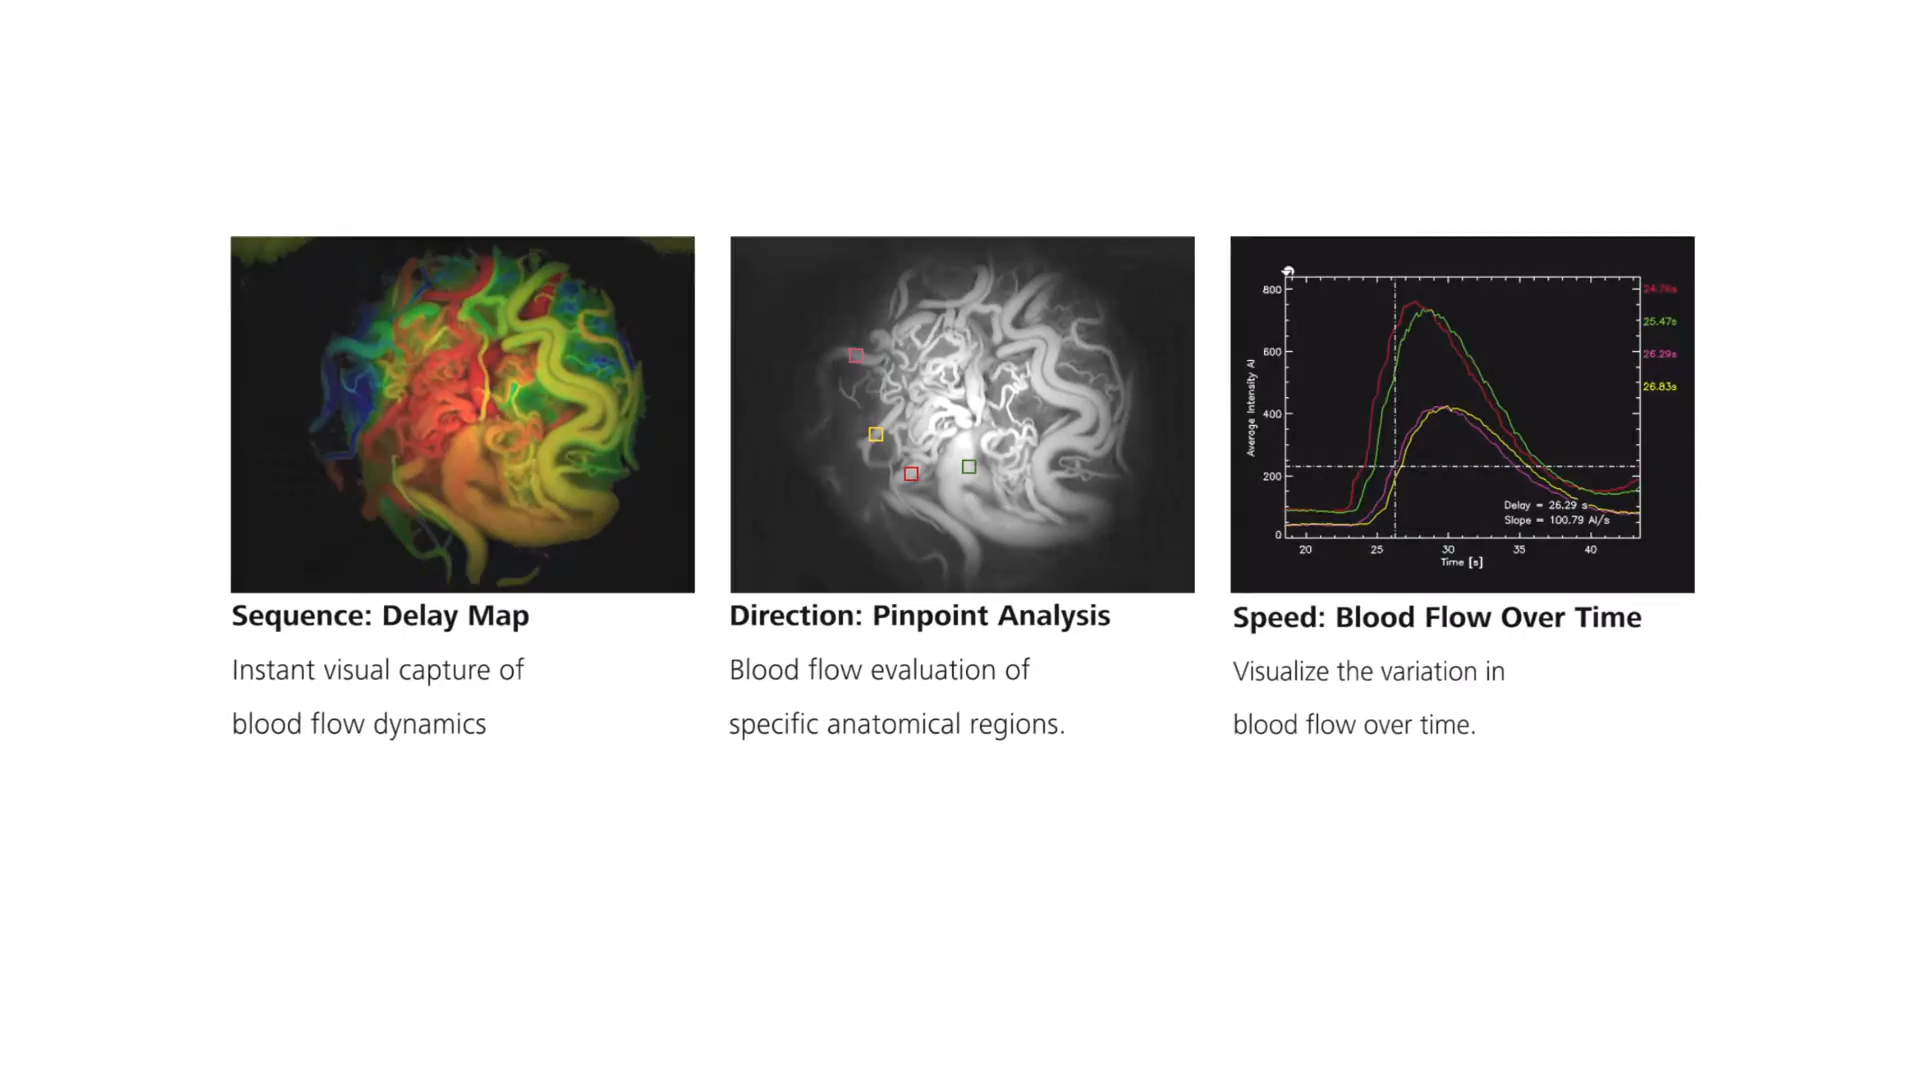 800
600
400
200
0
20 25 30 35 40
Time [s]
Average Intensity AI
24.76s
25.47s
26.29s
26.83s
Delay = 26.29 s
Slope = 100.79 AI/s
Sequence: Delay Map
Instant visual capture of
blood flow dynamics
Direction: Pinpoint Analysis
Blood flow evaluation of
specific anatomical regions.
Speed: Blood Flow Over Time
Visualize the variation in
blood flow over time.